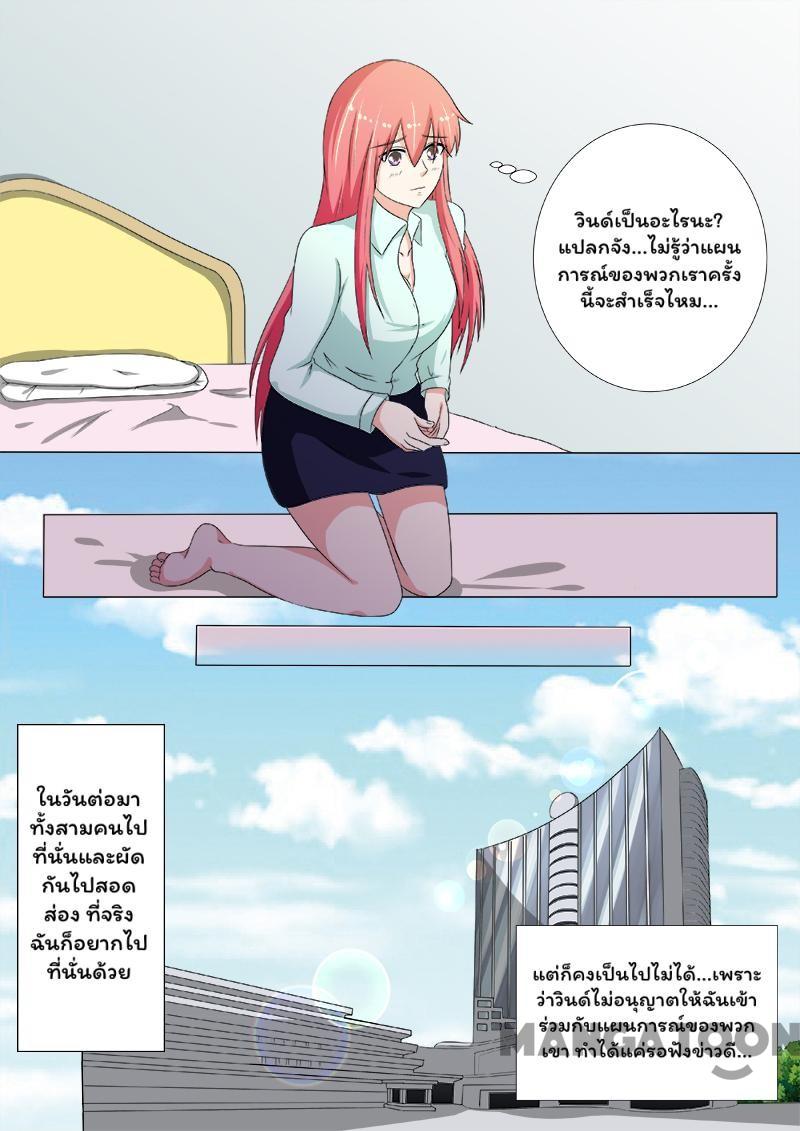 วินด์เป็นอะไรนะ?
แปลกจัง...ไม่รู้ว่าแผน
การณ์ของพวกเราครั้ง
นี้จะสำเร็จไหม...
ในวันต่อมา
ทั้งสามคนไป
ที่นั่นและผัด
กันไปสอด
ส่อง ที่จริง
ฉันก็อยากไป
ที่นั่นด้วย
แต่ก็คงเป็นไปไม่ได้...เพราะ
ว่าวินด์ไม่อนุญาตให้ฉันเข้า
ร่วมกับแผนการณ์ของพวก
เขา ทำได้แค่รอฟังข่าวดี...
MANGATOON